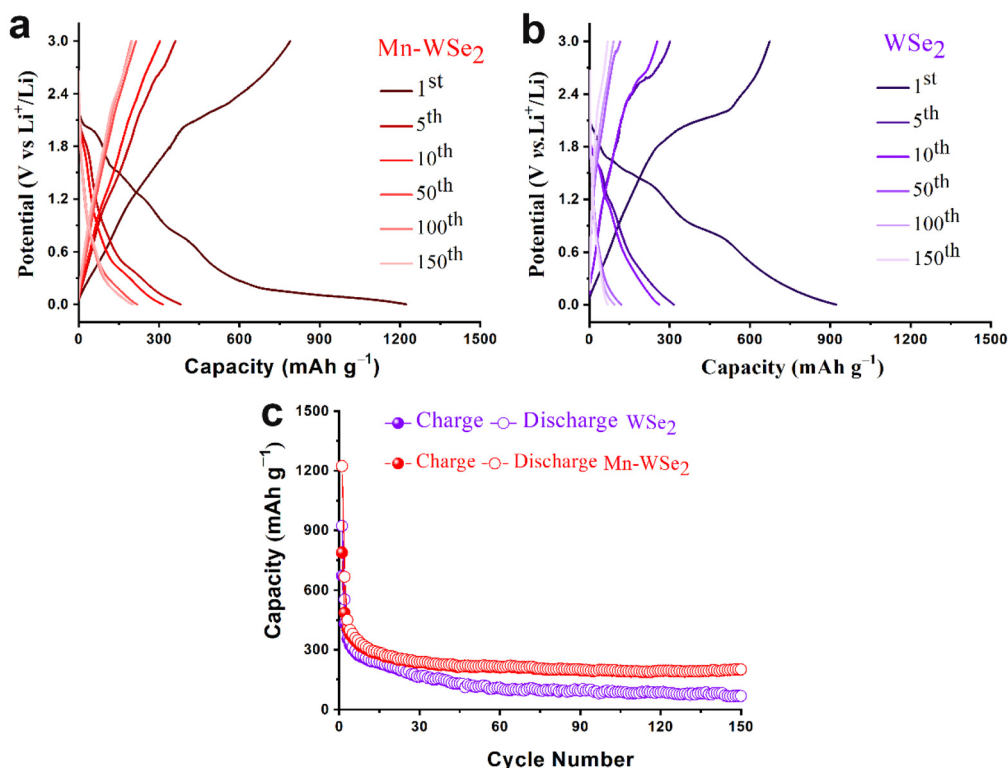 a
Mn-WSe₂
1ˢᵗ
5ᵗʰ
10ᵗʰ
50ᵗʰ
100ᵗʰ
150ᵗʰ
Potential (V vs Li⁺/Li)
3.0
2.4
1.8
1.2
0.6
0.0
0 300 600 900 1200 1500
Capacity (mAh g⁻¹)
b
WSe₂
1ˢᵗ
5ᵗʰ
10ᵗʰ
50ᵗʰ
100ᵗʰ
150ᵗʰ
Potential (V vs.Li⁺/Li)
3.0
2.4
1.8
1.2
0.6
0.0
0 300 600 900 1200 1500
Capacity (mAh g⁻¹)
c
Charge Discharge WSe₂
Charge Discharge Mn-WSe₂
Capacity (mAh g⁻¹)
1500
1200
900
600
300
0
0 30 60 90 120 150
Cycle Number